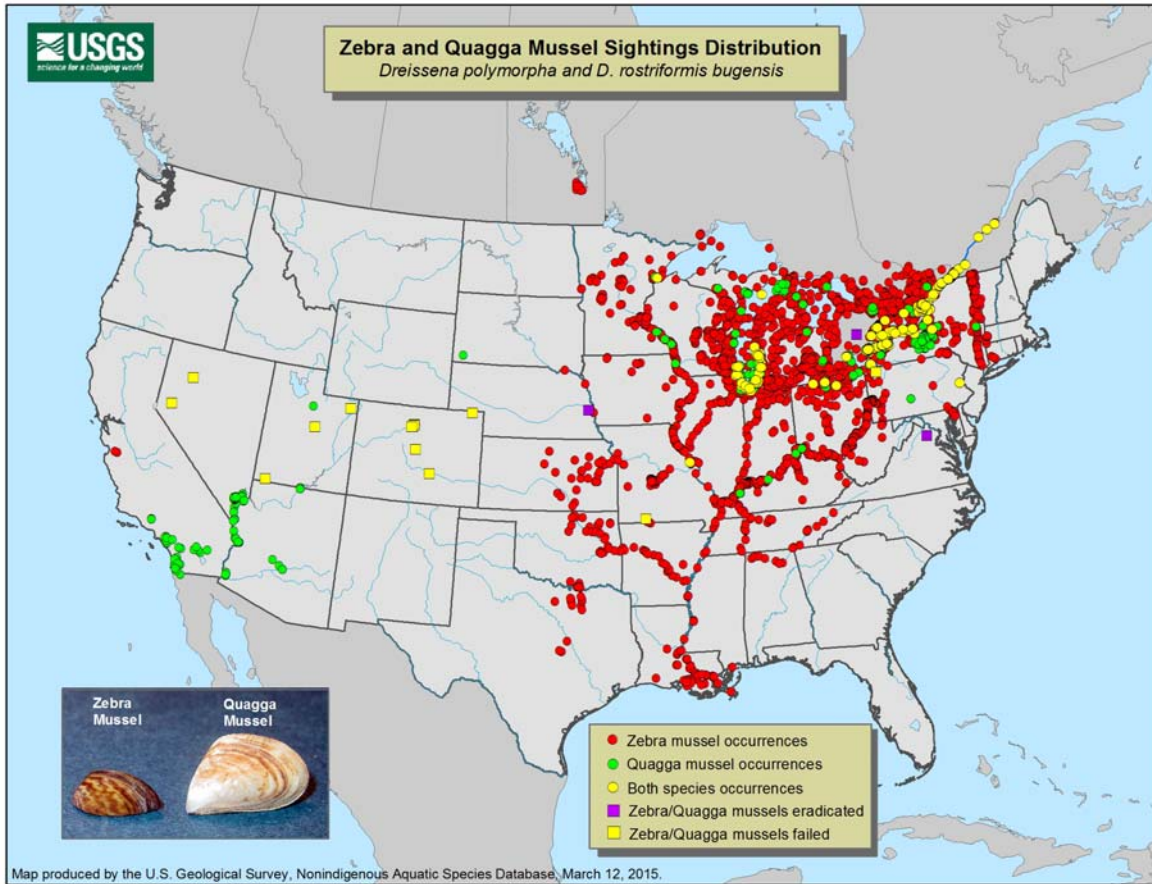 USGS
science for a changing world
Zebra and Quagga Mussel Sightings Distribution
Dreissena polymorpha and D. rostriformis bugensis
Zebra
Mussel
Quagga
Mussel
Zebra mussel occurrences
Quagga mussel occurrences
Both species occurrences
Zebra/Quagga mussels eradicated
Zebra/Quagga mussels failed
Map produced by the U.S. Geological Survey, Nonindigenous Aquatic Species Database, March 12, 2015.